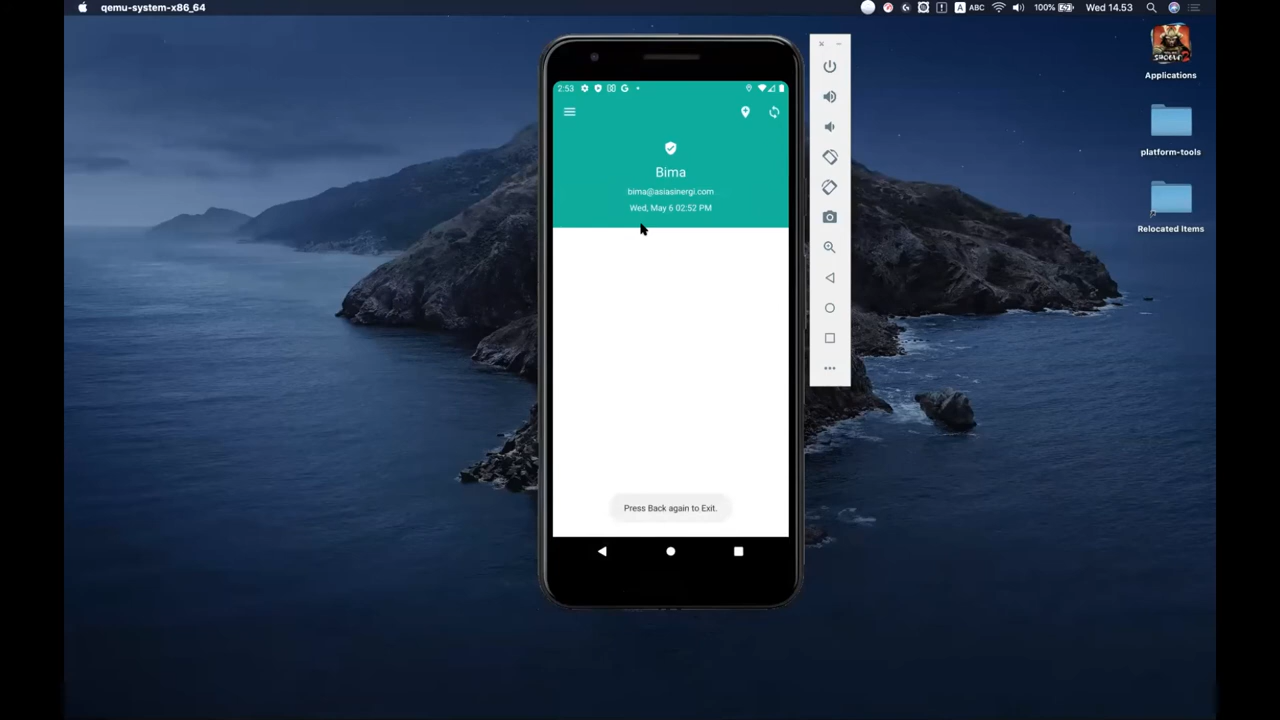 qemu-system-x86_64
A
ABC
100%
Wed 14.53
Applications
platform-tools
Relocated Items
2:53
G
Bima
bima@asiasinergi.com
Wed, May 6 02:52 PM
Press Back again to Exit.